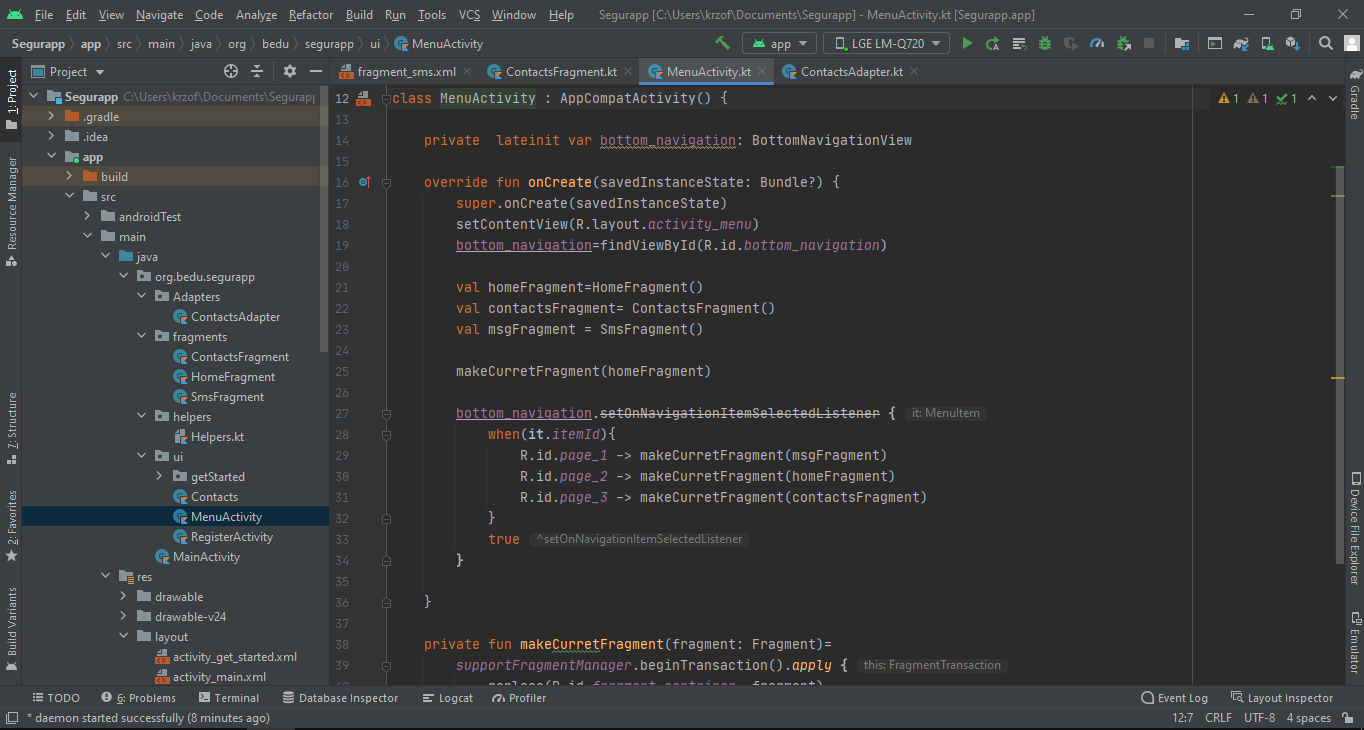 File Edit View Navigate Code Analyze Refactor Build Run Tools VCS Window Help Segurapp [C:\Users\krzof\Documents\Segurapp] - MenuActivity.kt [Segurapp.app]
Segurapp app src main java org bedu segurapp ui MenuActivity app LGE LM-Q720
Project fragment_sms.xml ContactsFragment.kt MenuActivity.kt ContactsAdapter.kt
1: Project
Resource Manager
7: Structure
2: Favorites
Build Variants
Segurapp C:\Users\krzof\Documents\Segurapp
.gradle
.idea
app
build
src
androidTest
main
java
org.bedu.segurapp
Adapters
ContactsAdapter
fragments
ContactsFragment
HomeFragment
SmsFragment
helpers
Helpers.kt
ui
getStarted
Contacts
MenuActivity
RegisterActivity
MainActivity
res
drawable
drawable-v24
layout
activity_get_started.xml
activity_main.xml
12 class MenuActivity : AppCompatActivity() { 1 1 1
13
14 private lateinit var bottom_navigation: BottomNavigationView
15
16 override fun onCreate(savedInstanceState: Bundle?) {
17 super.onCreate(savedInstanceState)
18 setContentView(R.layout.activity_menu)
19 bottom_navigation=findViewById(R.id.bottom_navigation)
20
21 val homeFragment=HomeFragment()
22 val contactsFragment= ContactsFragment()
23 val msgFragment = SmsFragment()
24
25 makeCurretFragment(homeFragment)
26
27 bottom_navigation.setOnNavigationItemSelectedListener { it: MenuItem
28 when(it.itemId){
29 R.id.page_1 -> makeCurretFragment(msgFragment)
30 R.id.page_2 -> makeCurretFragment(homeFragment)
31 R.id.page_3 -> makeCurretFragment(contactsFragment)
32 }
33 true ^setOnNavigationItemSelectedListener
34 }
35
36 }
37
38 private fun makeCurretFragment(fragment: Fragment)=
39 supportFragmentManager.beginTransaction().apply { this: FragmentTransaction
Gradle
Device File Explorer
Emulator
TODO 6: Problems Terminal Database Inspector Logcat Profiler Event Log Layout Inspector
* daemon started successfully (8 minutes ago) 12:7 CRLF UTF-8 4 spaces